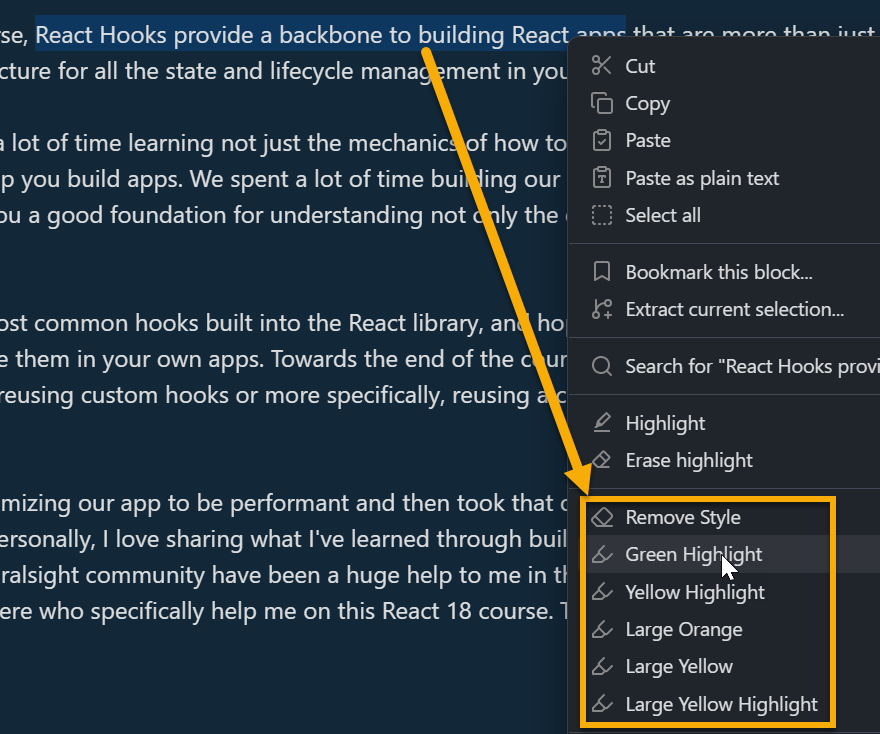 React Hooks provide a backbone to building React apps that are more than just
cture for all the state and lifecycle management in you
a lot of time learning not just the mechanics of how to
p you build apps. We spent a lot of time building our
ou a good foundation for understanding not only the
ost common hooks built into the React library, and
e them in your own apps. Towards the end of the
reusing custom hooks or more specifically, reusing a
mizing our app to be performant and then took that
ersonally, I love sharing what I've learned through buil
ralsight community have been a huge help to me in th
ere who specifically help me on this React 18 course.
Cut
Copy
Paste
Paste as plain text
Select all
Bookmark this block...
Extract current selection...
Search for "React Hooks provi
Highlight
Erase highlight
Remove Style
Green Highlight
Yellow Highlight
Large Orange
Large Yellow
Large Yellow Highlight